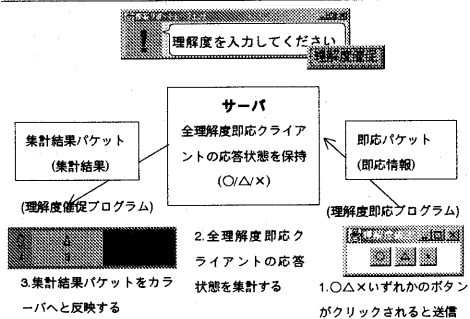 理解度を入力してください
理解度催促
サーバ
全理解度即応クライア
ントの応答状態を保持
(○/△/×)
集計結果パケット
(集計結果)
即応パケット
(即応情報)
(理解度催促プログラム)
(理解度即応プログラム)
○ △
2.全理解度即応ク
ライアントの応答
状態を集計する
3.集計結果パケットをカラ
ーバへと反映する
1.○△×いずれかのボタン
がクリックされると送信